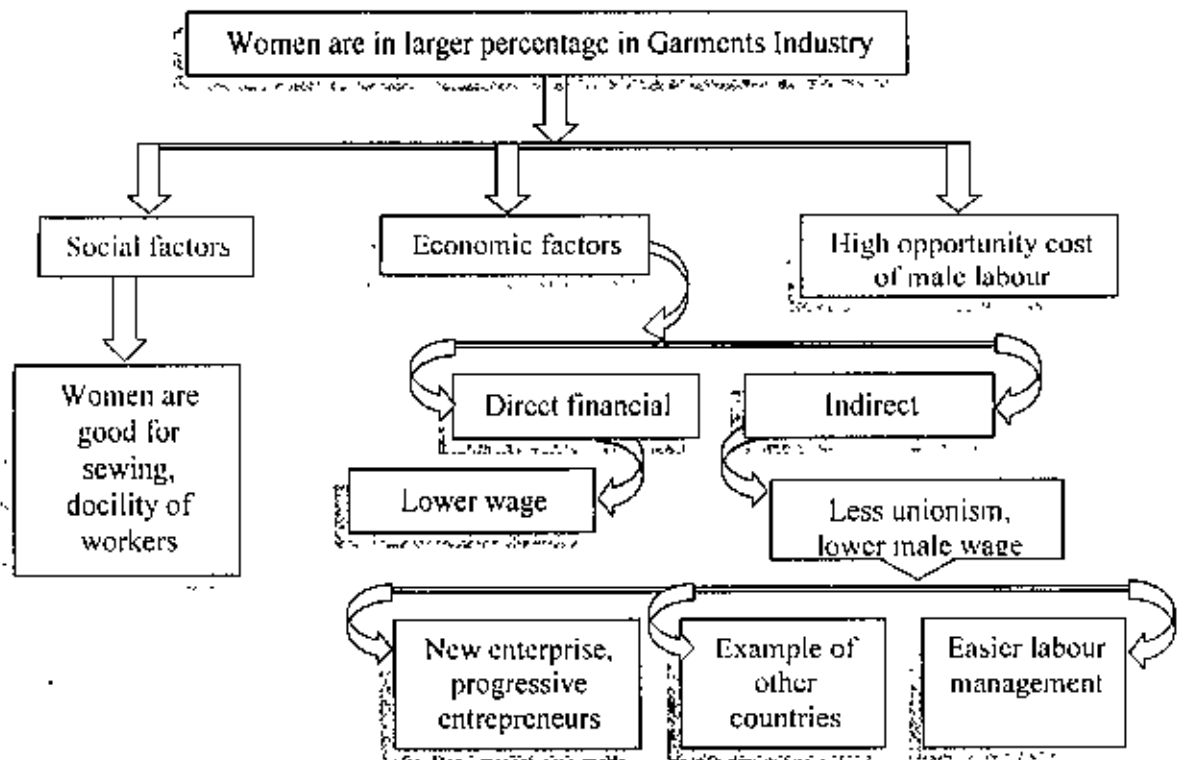 Women are in larger percentage in Garments Industry
Social factors
Economic factors
High opportunity cost
of male labour
Women are
good for
sewing,
docility of
workers
Direct financial
Indirect
Lower wage
Less unionism,
lower male wage
New enterprise,
progressive
entrepreneurs
Example of
other
countries
Easier labour
management